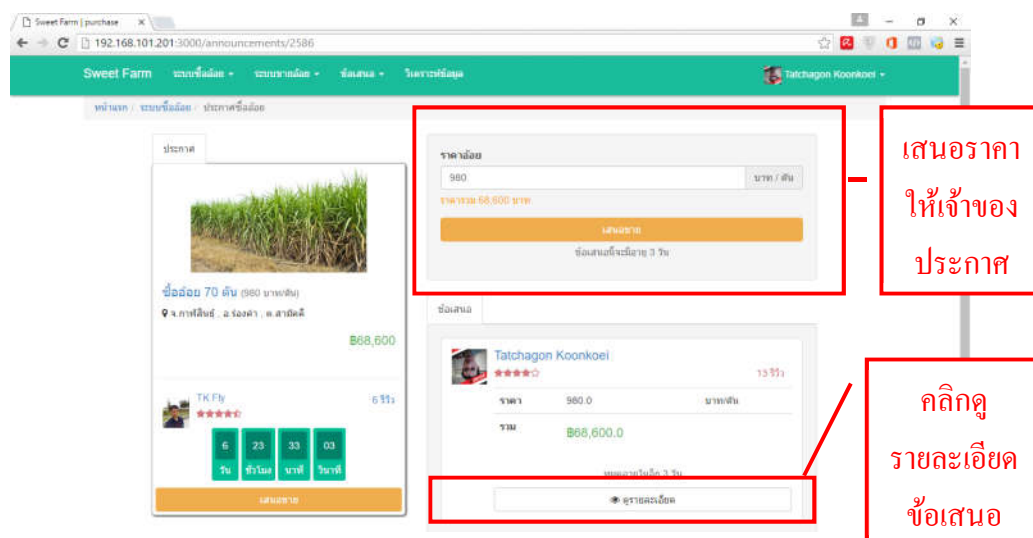 Sweet Farm | purchase
192.168.101.201:3000/announcements/2586
Sweet Farm ระบบซื้ออ้อย ระบบขายอ้อย ข้อเสนอ วิเคราะห์ข้อมูล Tatchagon Koonkoei
หน้าแรก / ระบบซื้ออ้อย / ประกาศซื้ออ้อย
ประกาศ
ซื้ออ้อย 70 ตัน (980 บาท/ตัน)
จ.กาฬสินธุ์ , อ.ร่องคำ , ต.สามัคคี
฿68,600
TK Fly 6 รีวิว
6 23 33 03
วัน ชั่วโมง นาที วินาที
เสนอขาย
ราคาอ้อย
980 บาท / ตัน
ราคารวม 68,600 บาท
เสนอขาย
ข้อเสนอนี้จะมีอายุ 3 วัน
ข้อเสนอ
Tatchagon Koonkoei
13 รีวิว
ราคา 980.0 บาท/ตัน
รวม ฿68,600.0
หมดอายุในอีก 3 วัน
ดูรายละเอียด
เสนอราคา
ให้เจ้าของ
ประกาศ
คลิกดู
รายละเอียด
ข้อเสนอ